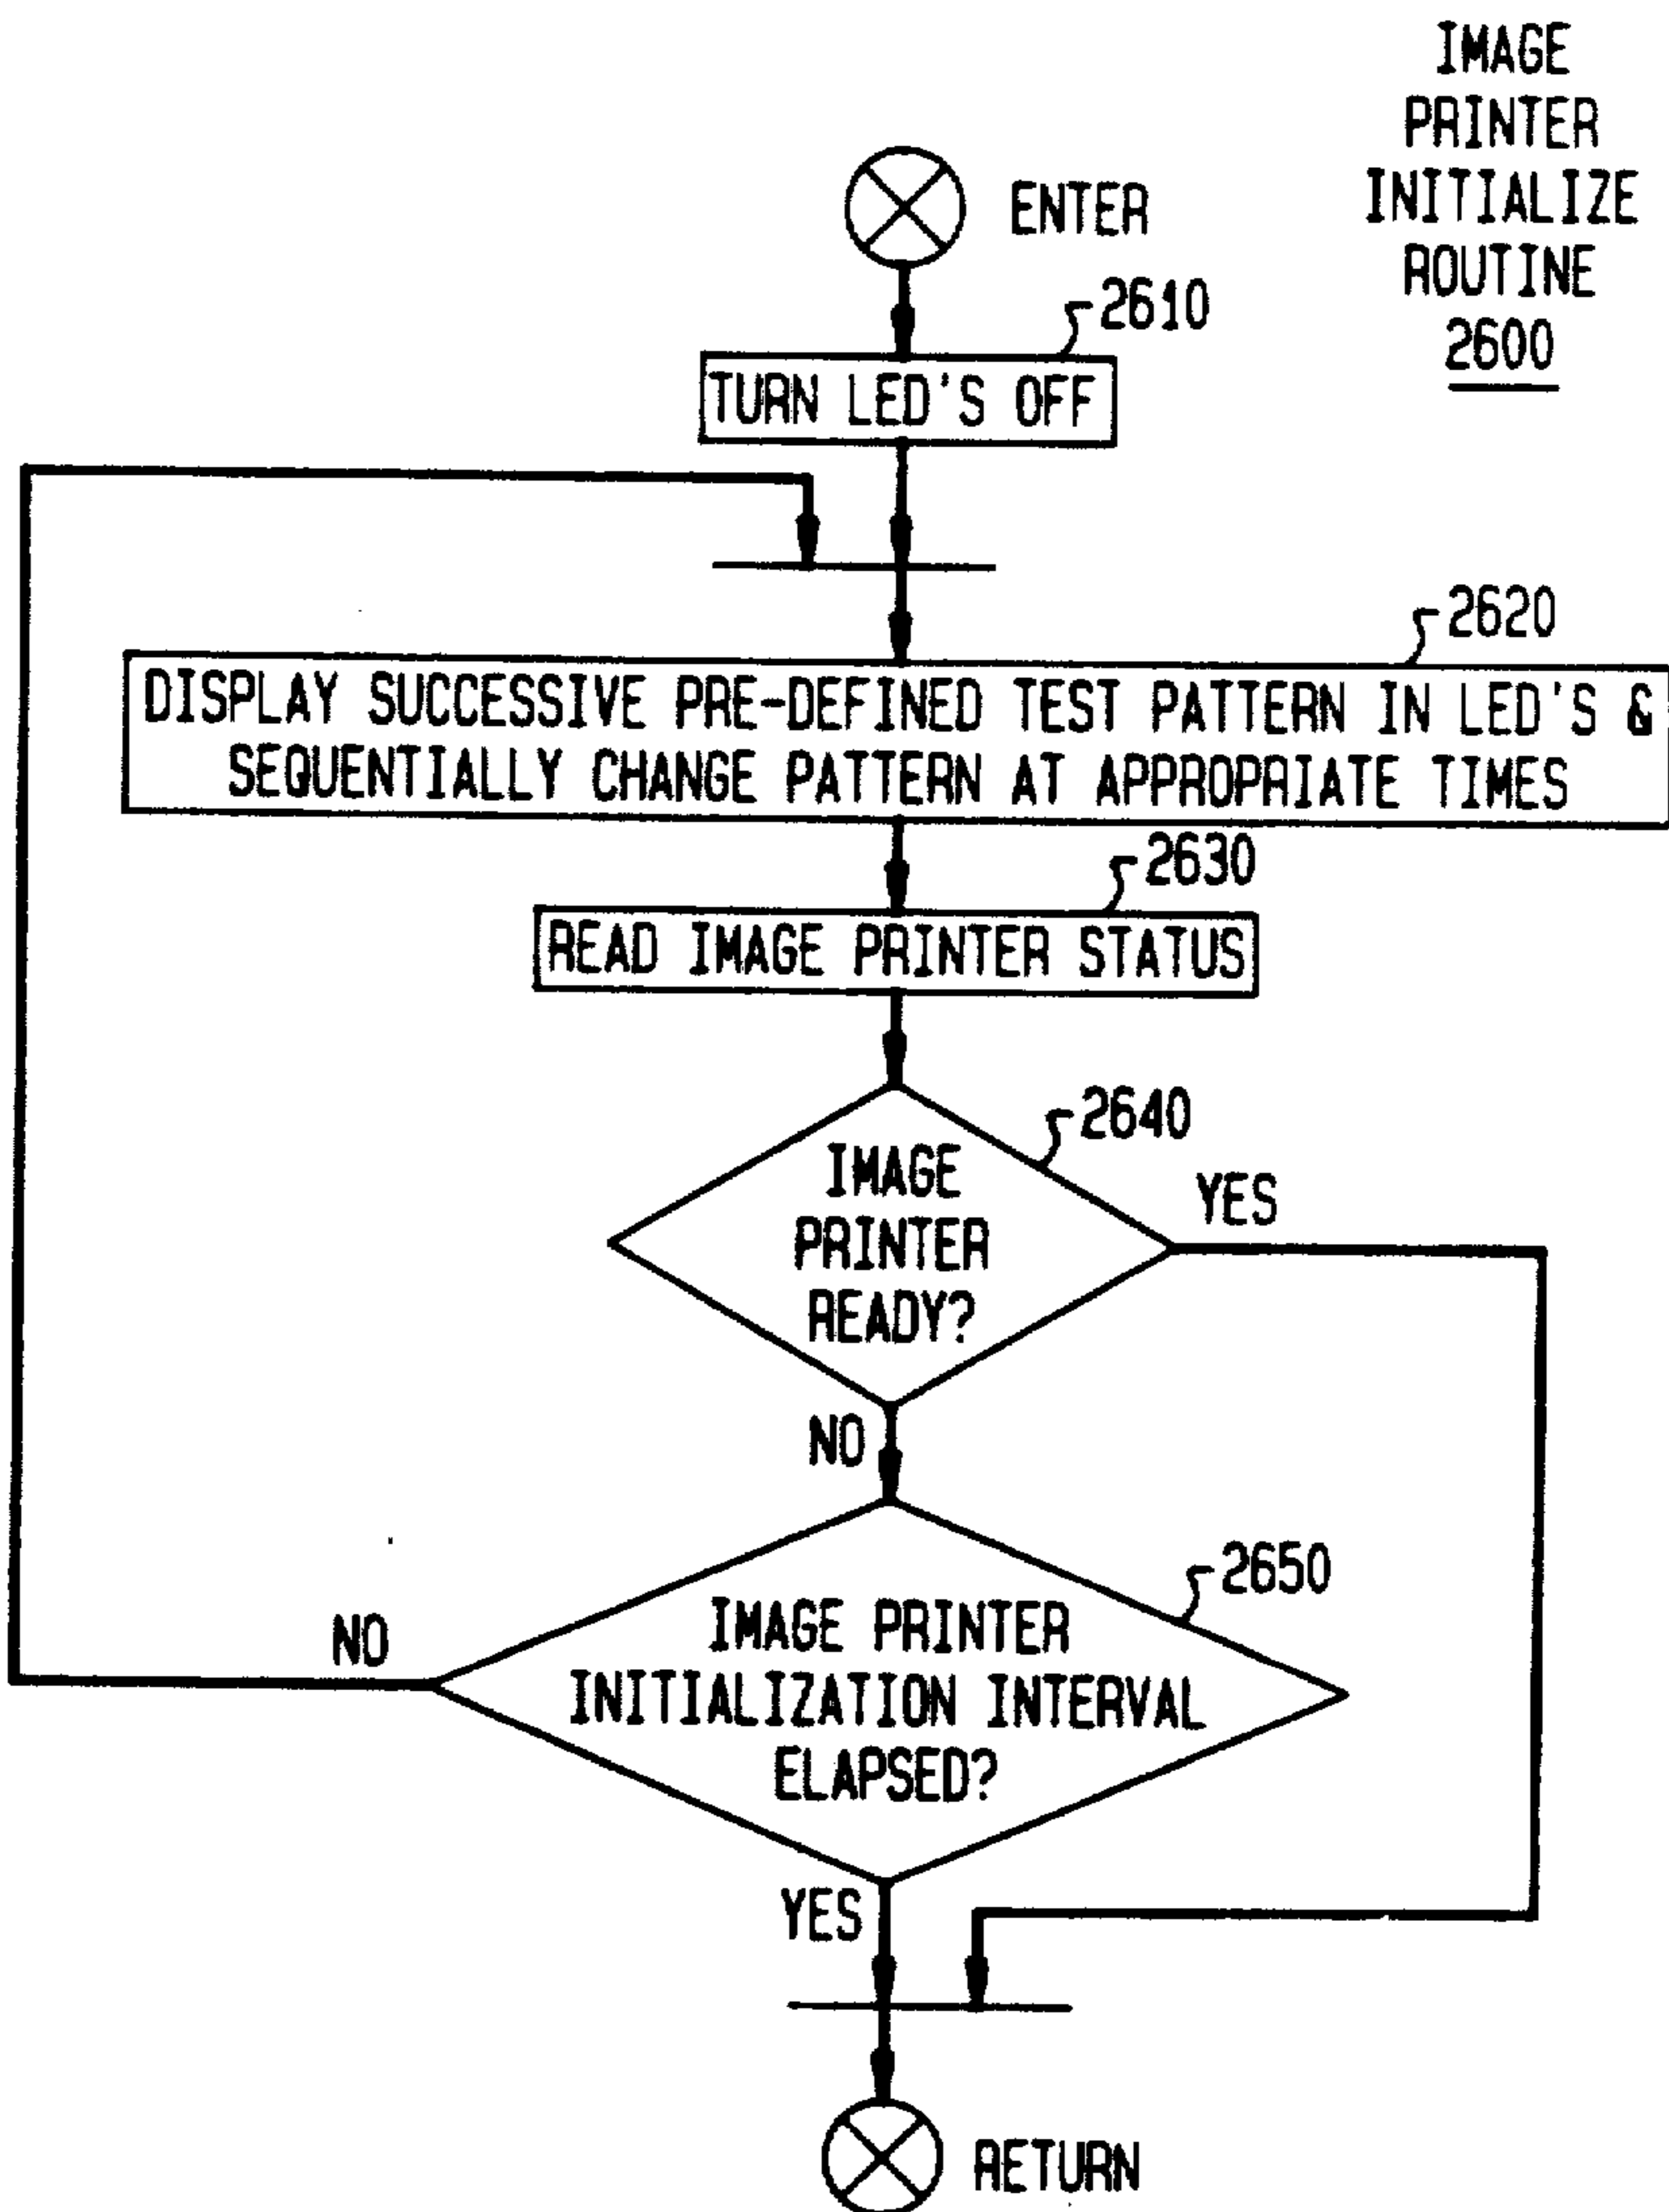 IMAGE
PRINTER
INITIALIZE
ROUTINE
2600
ENTER
2610
TURN LED'S OFF
2620
DISPLAY SUCCESSIVE PRE-DEFINED TEST PATTERN IN LED'S &
SEQUENTIALLY CHANGE PATTERN AT APPROPRIATE TIMES
2630
READ IMAGE PRINTER STATUS
2640
IMAGE
PRINTER
READY?
YES
NO
2650
IMAGE PRINTER
INITIALIZATION INTERVAL
ELAPSED?
NO
YES
RETURN